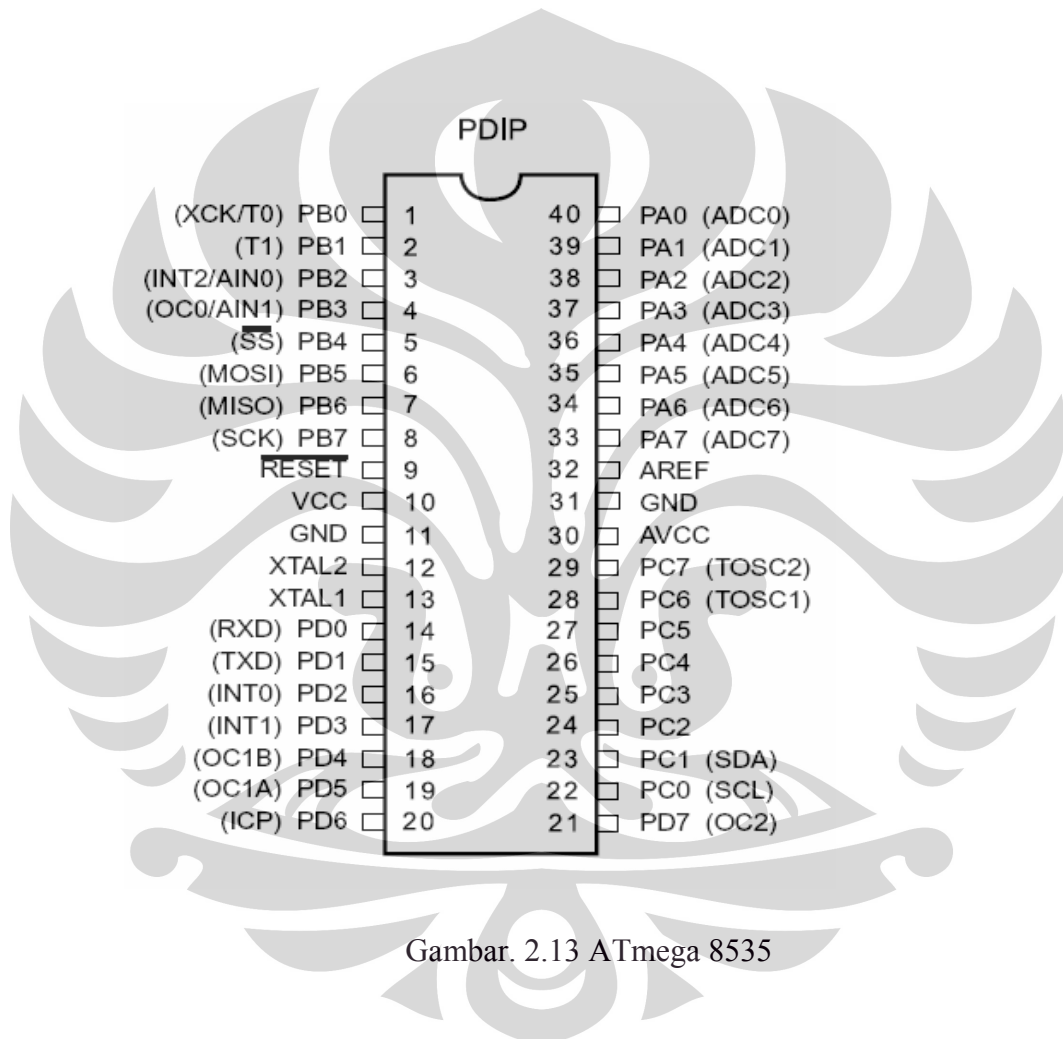 PDIP
(XCK/T0) PB0 1 40 PA0 (ADC0)
(T1) PB1 2 39 PA1 (ADC1)
(INT2/AIN0) PB2 3 38 PA2 (ADC2)
(OC0/AIN1) PB3 4 37 PA3 (ADC3)
(SS) PB4 5 36 PA4 (ADC4)
(MOSI) PB5 6 35 PA5 (ADC5)
(MISO) PB6 7 34 PA6 (ADC6)
(SCK) PB7 8 33 PA7 (ADC7)
RESET 9 32 AREF
VCC 10 31 GND
GND 11 30 AVCC
XTAL2 12 29 PC7 (TOSC2)
XTAL1 13 28 PC6 (TOSC1)
(RXD) PD0 14 27 PC5
(TXD) PD1 15 26 PC4
(INT0) PD2 16 25 PC3
(INT1) PD3 17 24 PC2
(OC1B) PD4 18 23 PC1 (SDA)
(OC1A) PD5 19 22 PC0 (SCL)
(ICP) PD6 20 21 PD7 (OC2)
Gambar. 2.13 ATmega 8535